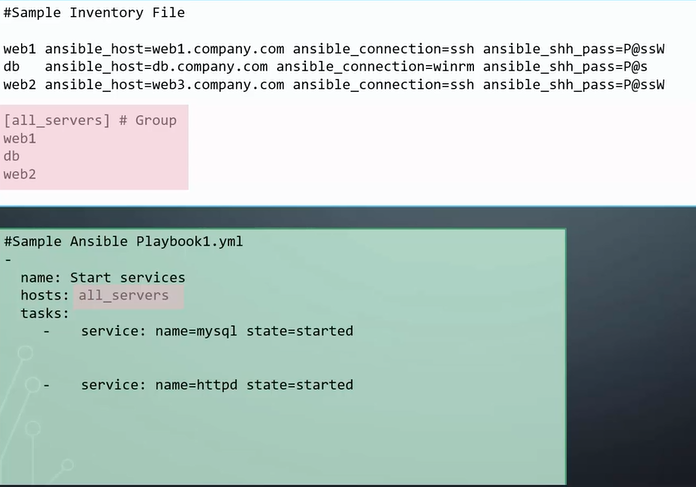 #Sample Inventory File
web1 ansible_host=web1.company.com ansible_connection=ssh ansible_shh_pass=P@ssW
db   ansible_host=db.company.com ansible_connection=winrm ansible_shh_pass=P@s
web2 ansible_host=web3.company.com ansible_connection=ssh ansible_shh_pass=P@ssW
[all_servers] # Group
web1
db
web2
#Sample Ansible Playbook1.yml
-
  name: Start services
  hosts: all_servers
  tasks:
     -    service: name=mysql state=started
     -    service: name=httpd state=started